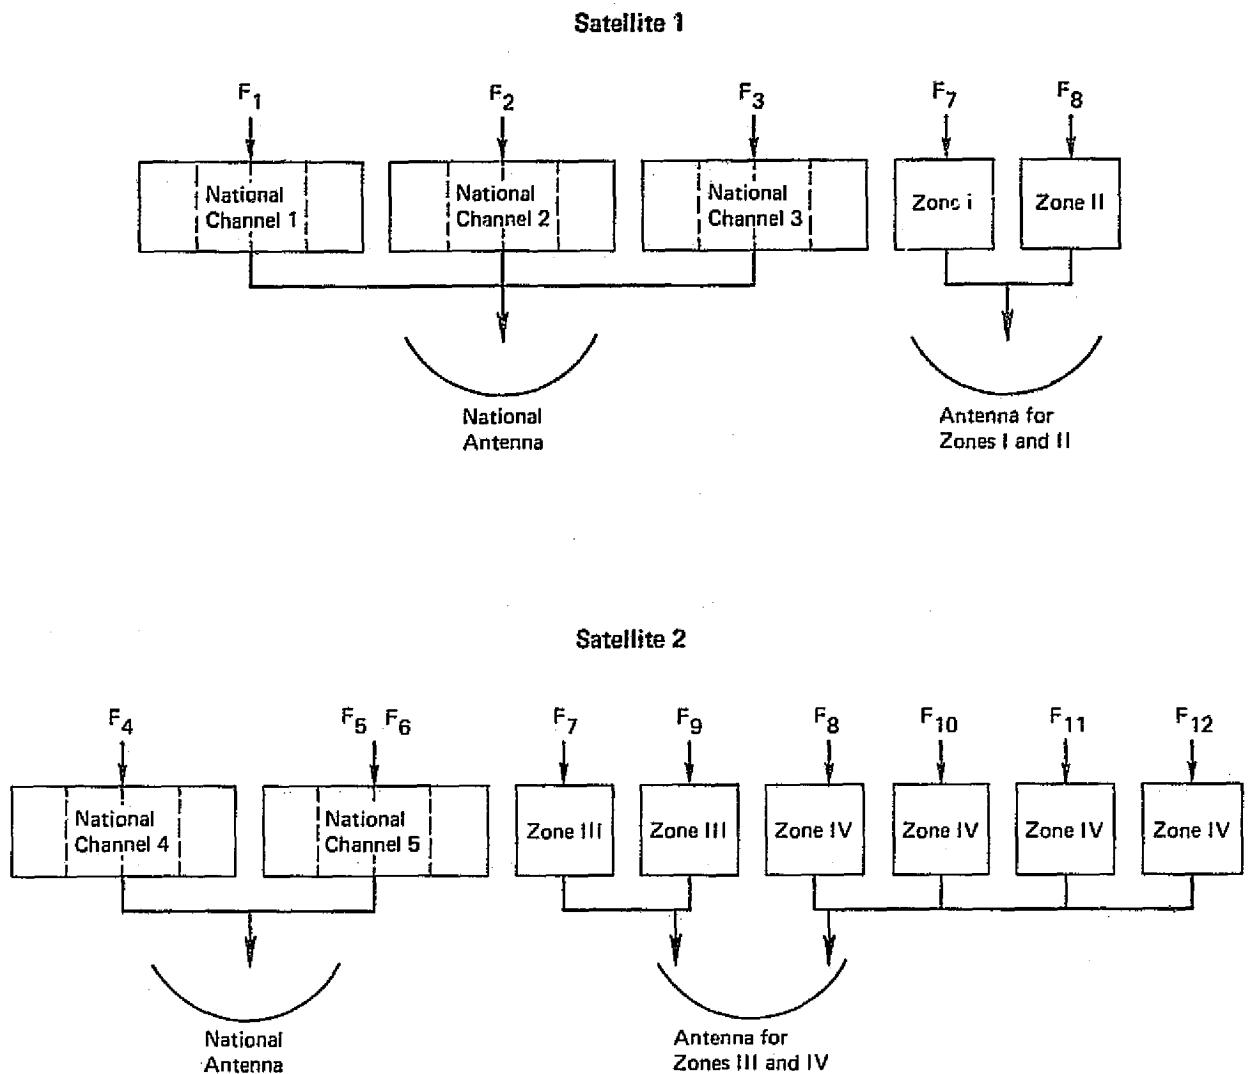 Satellite 1
F1 F2 F3 F7 F8
National
Channel 1
National
Channel 2
National
Channel 3
Zone I
Zone II
National
Antenna
Antenna for
Zones I and II
Satellite 2
F4 F5 F6 F7 F9 F8 F10 F11 F12
National
Channel 4
National
Channel 5
Zone III
Zone III
Zone IV
Zone IV
Zone IV
Zone IV
National
Antenna
Antenna for
Zones III and IV